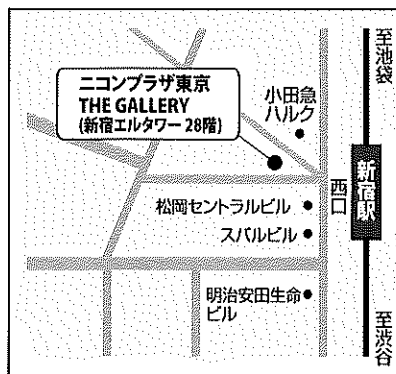 ニコンプラザ東京
THE GALLERY
(新宿エルタワー 28階)
小田急
ハルク
至池袋
新宿駅
西口
松岡セントラルビル
スバルビル
明治安田生命
ビル
至渋谷